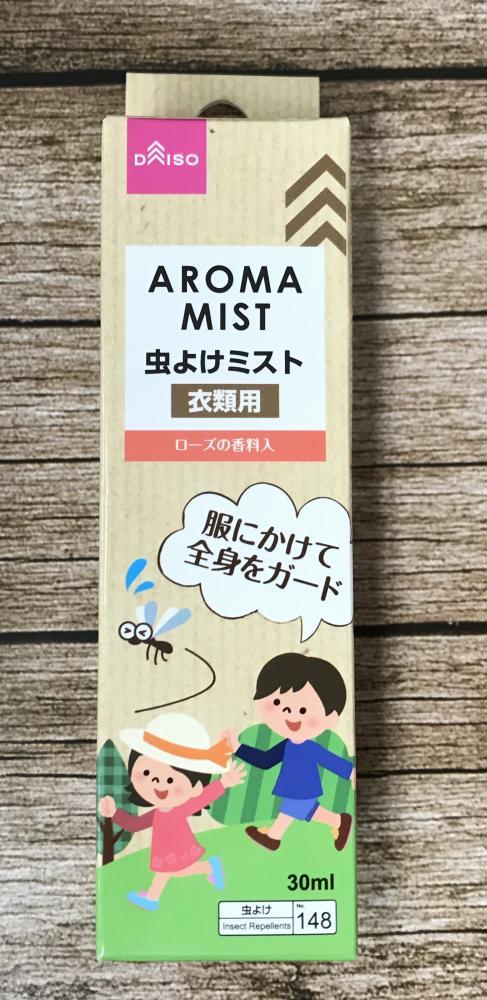 DAISO
AROMA
MIST
虫よけミスト
衣類用
ローズの香料入
服にかけて
全身をガード
30ml
虫よけ
Insect Repellents
No.
148